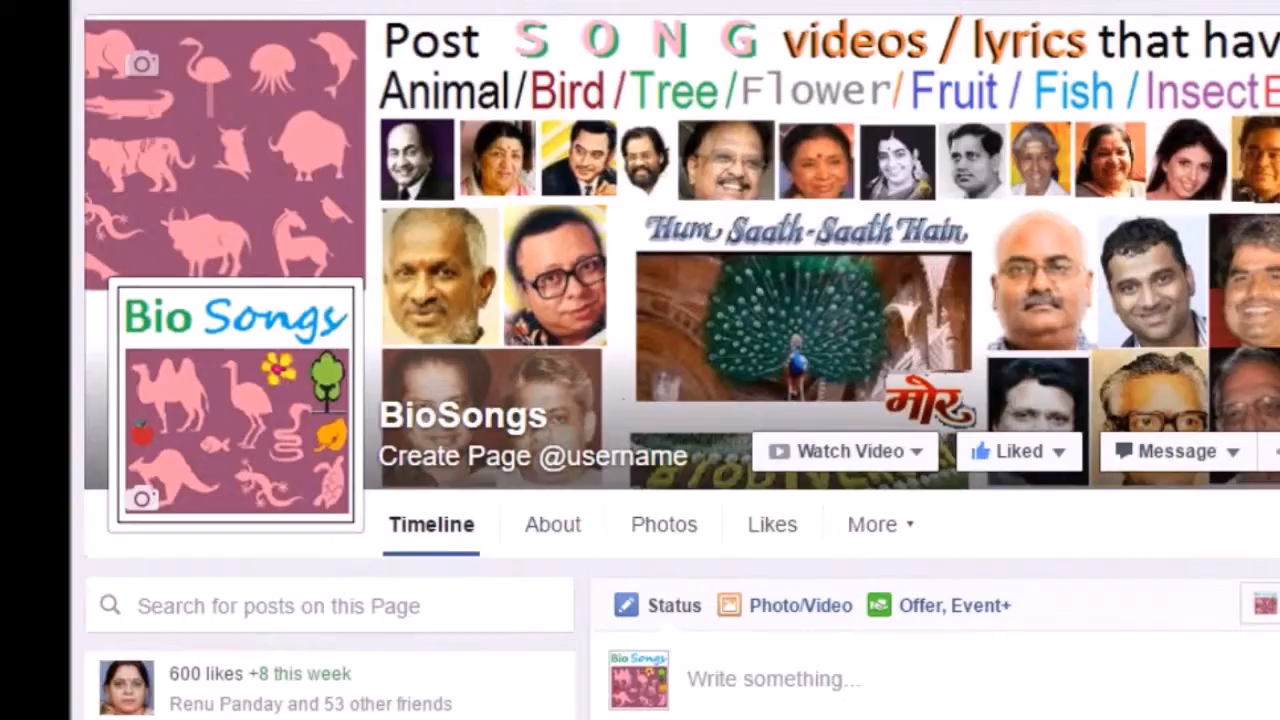 Post SONG videos / lyrics that hav
Animal/Bird/Tree/Flower/Fruit / Fish / Insect
Hum Saath-Saath Hain
मोर
Bio Songs
BioSongs
Create Page @username
Watch Video
Liked
Message
Timeline
About
Photos
Likes
More
Search for posts on this Page
Status
Photo/Video
Offer, Event+
600 likes +8 this week
Renu Panday and 53 other friends
Bio Songs
Write something...